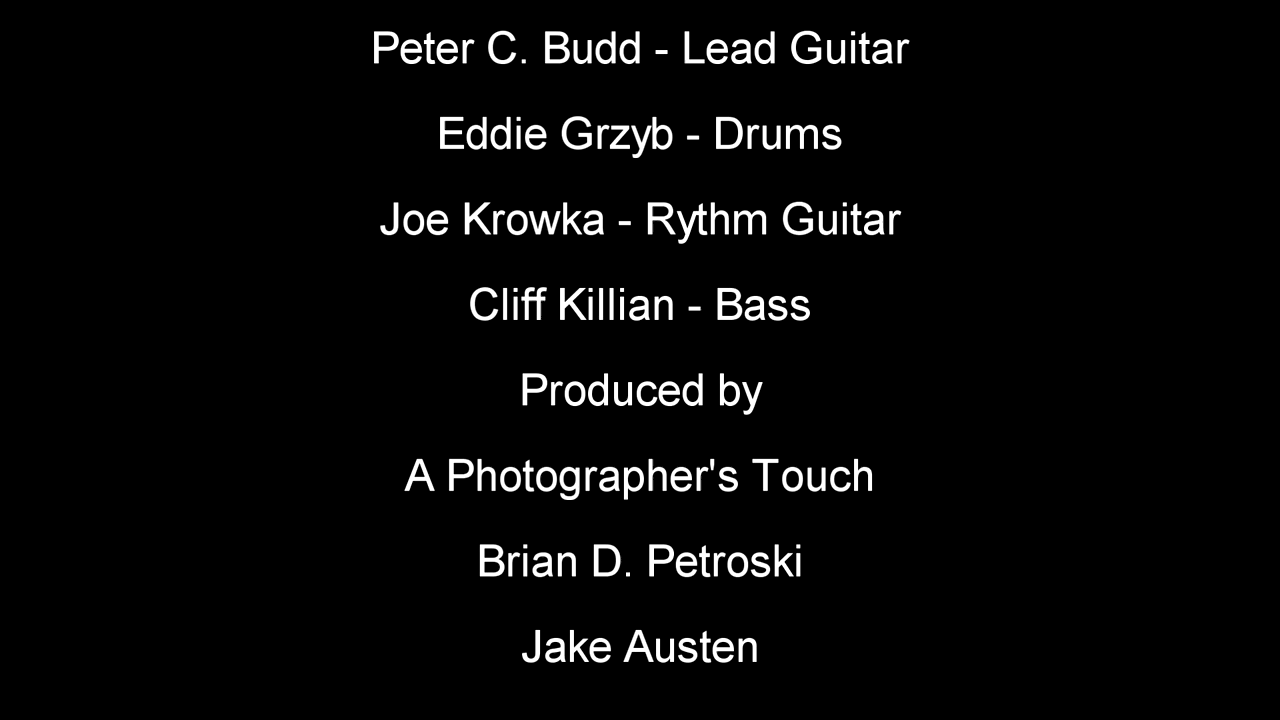 Peter C. Budd - Lead Guitar
Eddie Grzyb - Drums
Joe Krowka - Rythm Guitar
Cliff Killian - Bass
Produced by
A Photographer's Touch
Brian D. Petroski
Jake Austen